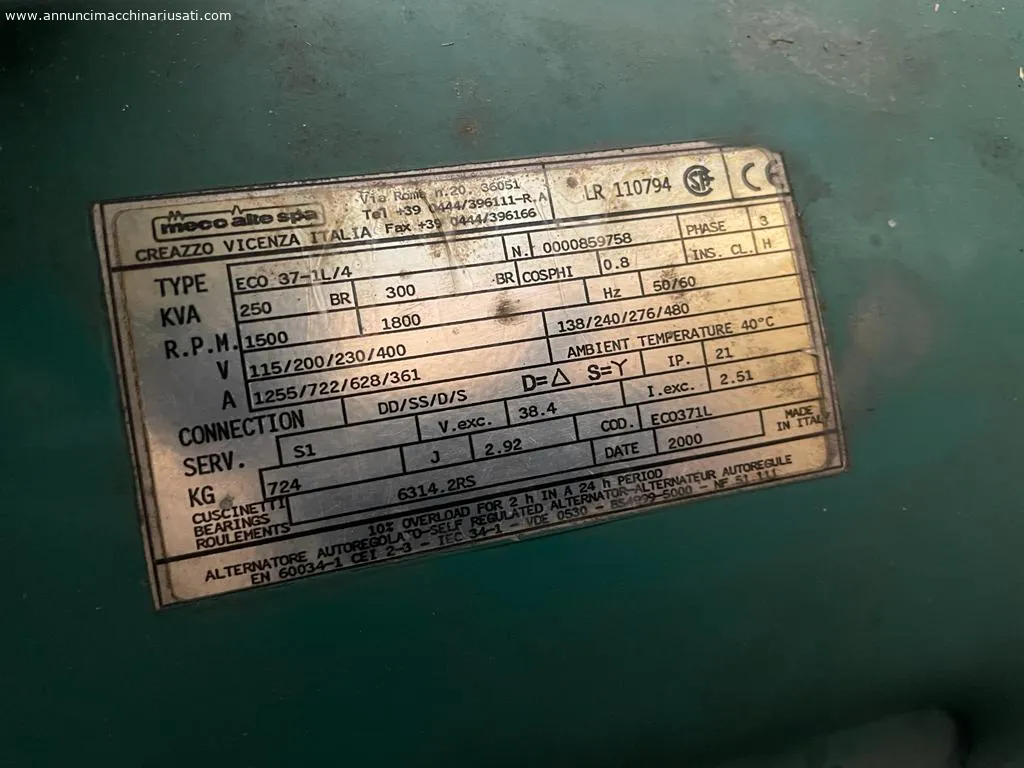 www.annuncimacchinariusati.com
mecc alte spa
Via Roma n.20 36051
Tel +39 0444/396111-R.A
CREAZZO VICENZA ITALIA Fax +39 0444/396166
LR 110794 CE
TYPE ECO 37-1L/4 N. 0000859758 PHASE 3
KVA 250 BR 300 BR COSPHI 0.8 INS. CL. H
R.P.M. 1500 1800 Hz 50/60
V 115/200/230/400 138/240/276/480
A 1255/722/628/361 AMBIENT TEMPERATURE 40°C
CONNECTION DD/SS/D/S D=△ S=Y IP. 21
SERV. S1 V.exc. 38.4 I.exc. 2.51
KG 724 J 2.92 COD. ECO371L
CUSCINETTI
BEARINGS
ROULEMENTS
6314.2RS DATE 2000 MADE
IN ITALY
10% OVERLOAD FOR 2 h IN A 24 h PERIOD
ALTERNATORE AUTOREGOLATO-SELF REGULATED ALTERNATOR-ALTERNATEUR AUTOREGULE
EN 60034-1 CEI 2-3 - IEC 34-1 - VDE 0530 - BS4999-5000 - NF 51.111